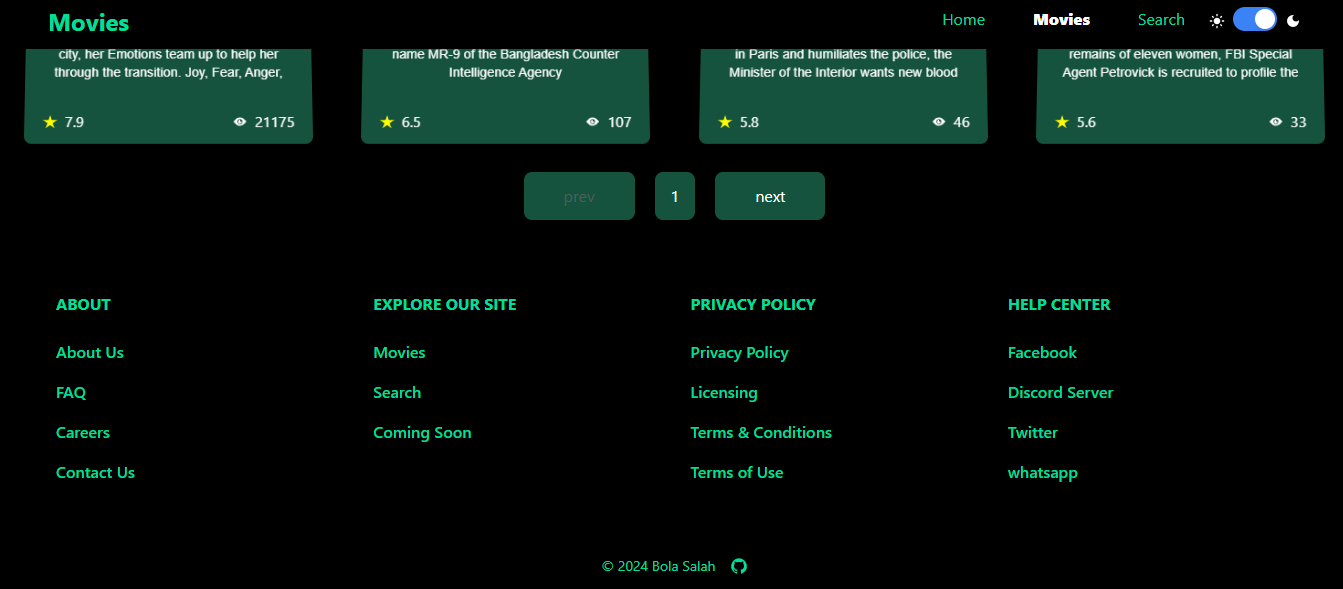 Movies
Home
Movies
Search
city, her Emotions team up to help her
through the transition. Joy, Fear, Anger,
7.9
21175
name MR-9 of the Bangladesh Counter
Intelligence Agency
6.5
107
in Paris and humiliates the police, the
Minister of the Interior wants new blood
5.8
46
remains of eleven women, FBI Special
Agent Petrovick is recruited to profile the
5.6
33
prev
1
next
ABOUT
About Us
FAQ
Careers
Contact Us
EXPLORE OUR SITE
Movies
Search
Coming Soon
PRIVACY POLICY
Privacy Policy
Licensing
Terms & Conditions
Terms of Use
HELP CENTER
Facebook
Discord Server
Twitter
whatsapp
© 2024 Bola Salah